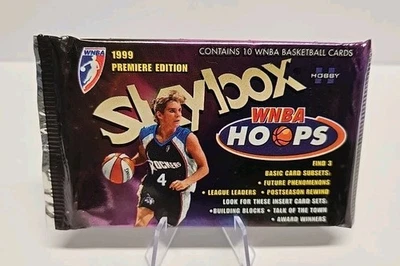 WNBA
1999
PREMIERE EDITION
CONTAINS 10 WNBA BASKETBALL CARDS
H
HOBBY
skybox
WNBA
HOOPS
ROCKERS
4
FIND 3
BASIC CARD SUBSETS:
• FUTURE PHENOMENONS
• LEAGUE LEADERS • POSTSEASON REWIND
LOOK FOR THESE INSERT CARD SETS:
• BUILDING BLOCKS • TALK OF THE TOWN
• AWARD WINNERS